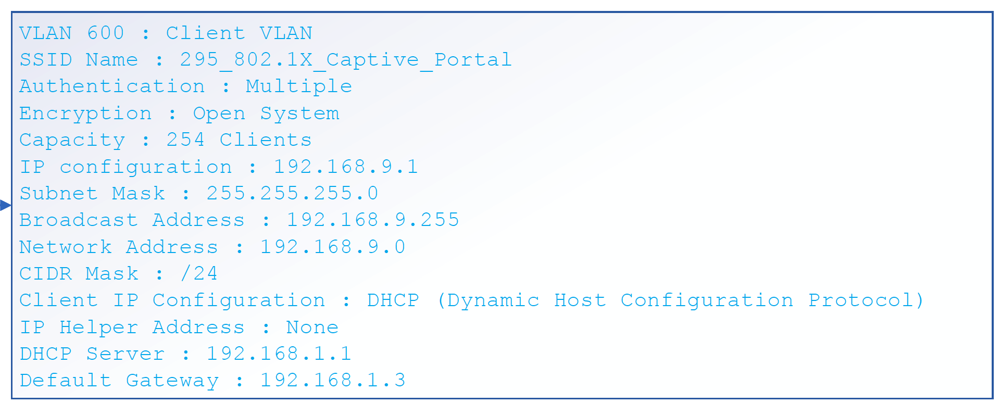 VLAN 600 : Client VLAN
SSID Name : 295_802.1X_Captive_Portal
Authentication : Multiple
Encryption : Open System
Capacity : 254 Clients
IP configuration : 192.168.9.1
Subnet Mask : 255.255.255.0
Broadcast Address : 192.168.9.255
Network Address : 192.168.9.0
CIDR Mask : /24
Client IP Configuration : DHCP (Dynamic Host Configuration Protocol)
IP Helper Address : None
DHCP Server : 192.168.1.1
Default Gateway : 192.168.1.3